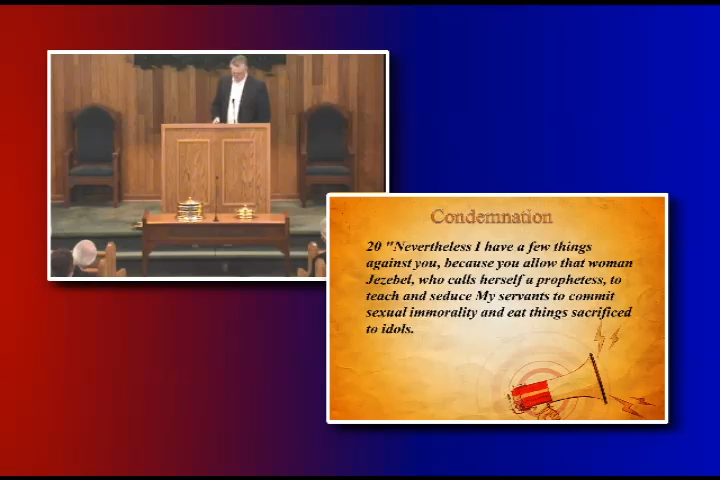 Condemnation
20 "Nevertheless I have a few things
against you, because you allow that woman
Jezebel, who calls herself a prophetess, to
teach and seduce My servants to commit
sexual immorality and eat things sacrificed
to idols.